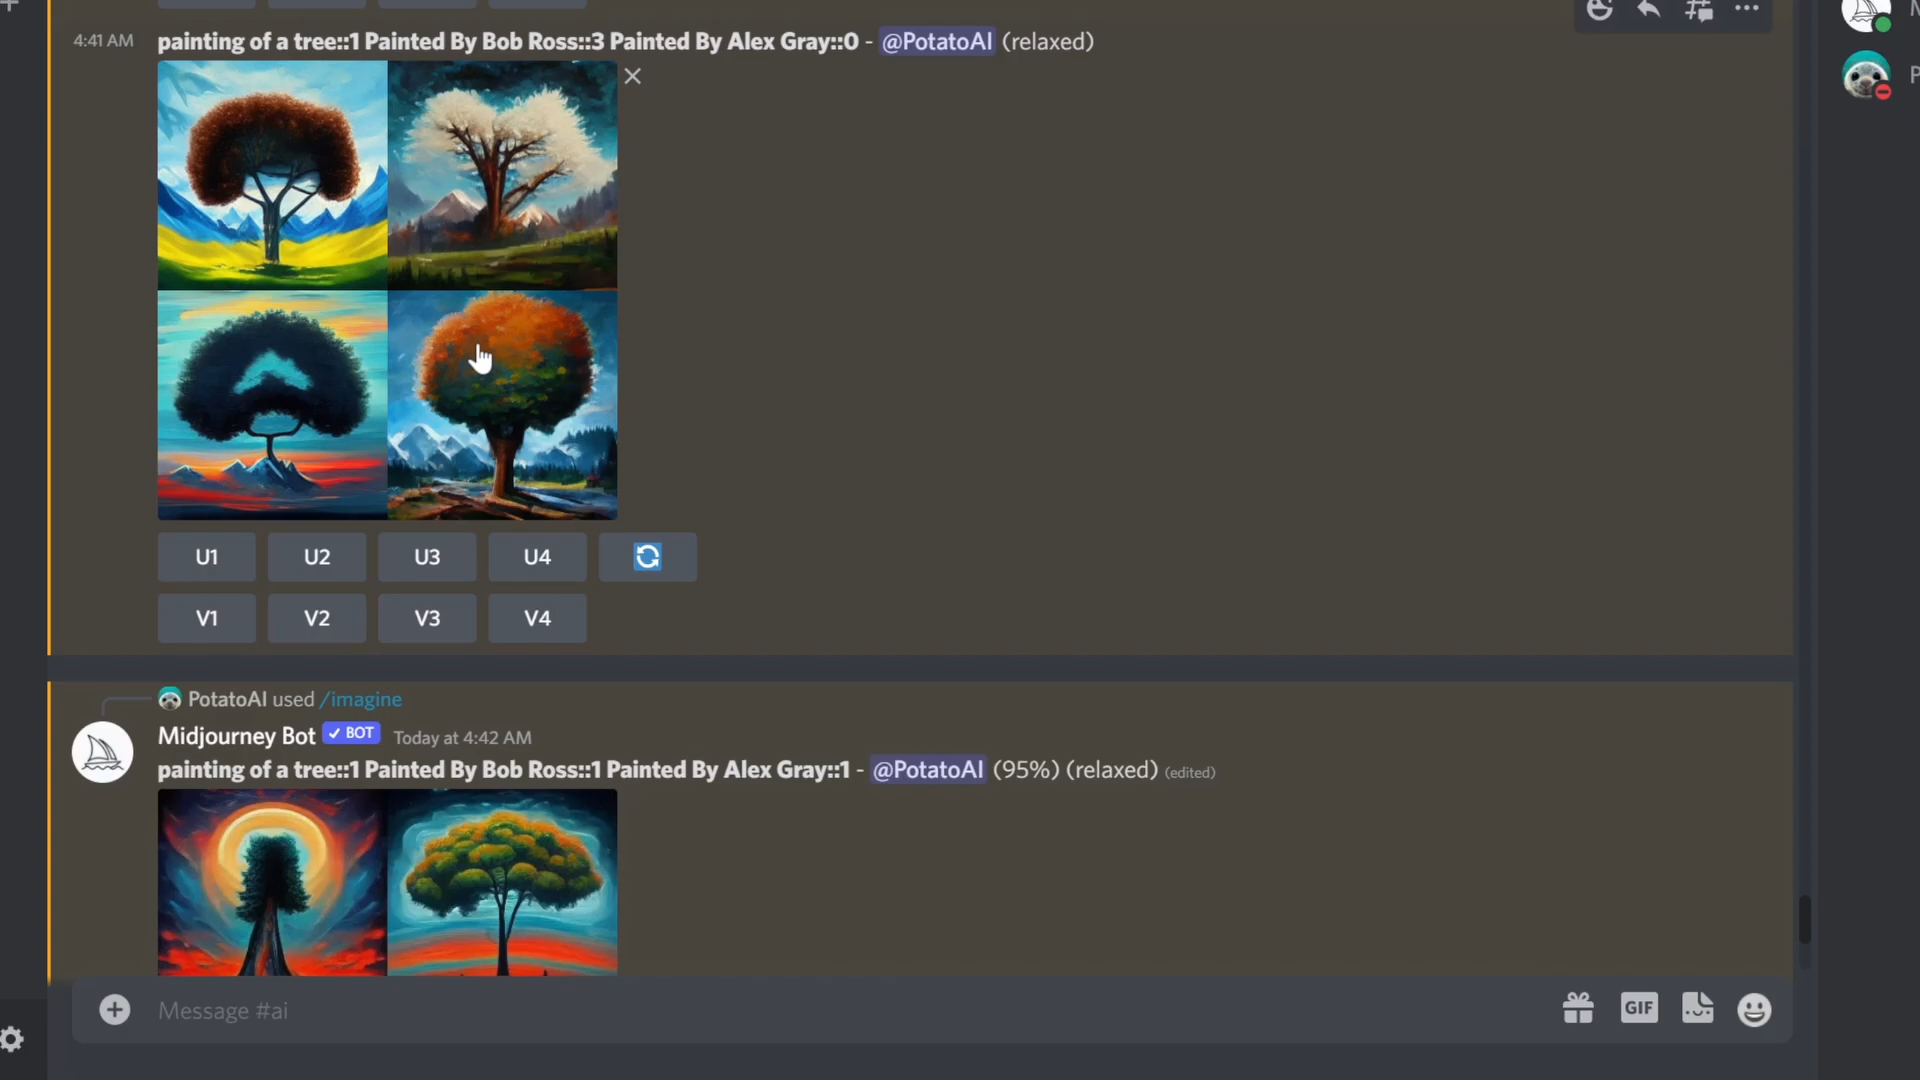 4:41 AM painting of a tree::1 Painted By Bob Ross::3 Painted By Alex Gray::0 - @PotatoAI (relaxed)
U1 U2 U3 U4
V1 V2 V3 V4
PotatoAI used /imagine
Midjourney Bot ✓ BOT Today at 4:42 AM
painting of a tree::1 Painted By Bob Ross::1 Painted By Alex Gray::1 - @PotatoAI (95%) (relaxed) (edited)
Message #ai
GIF